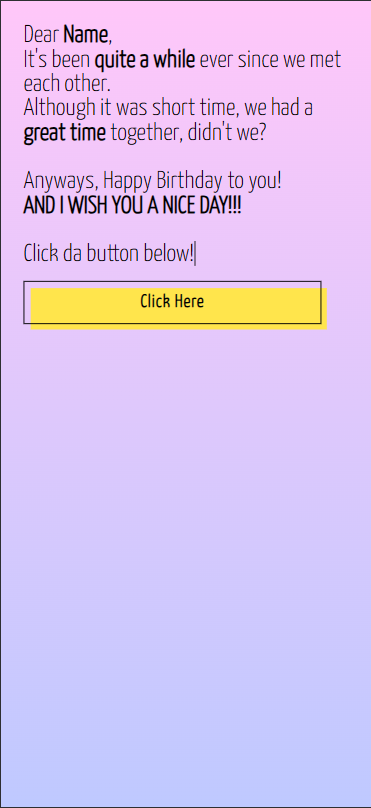 Dear Name,
It's been quite a while ever since we met
each other.
Although it was short time, we had a
great time together, didn't we?
Anyways, Happy Birthday to you!
AND I WISH YOU A NICE DAY!!!
Click da button below!
Click Here